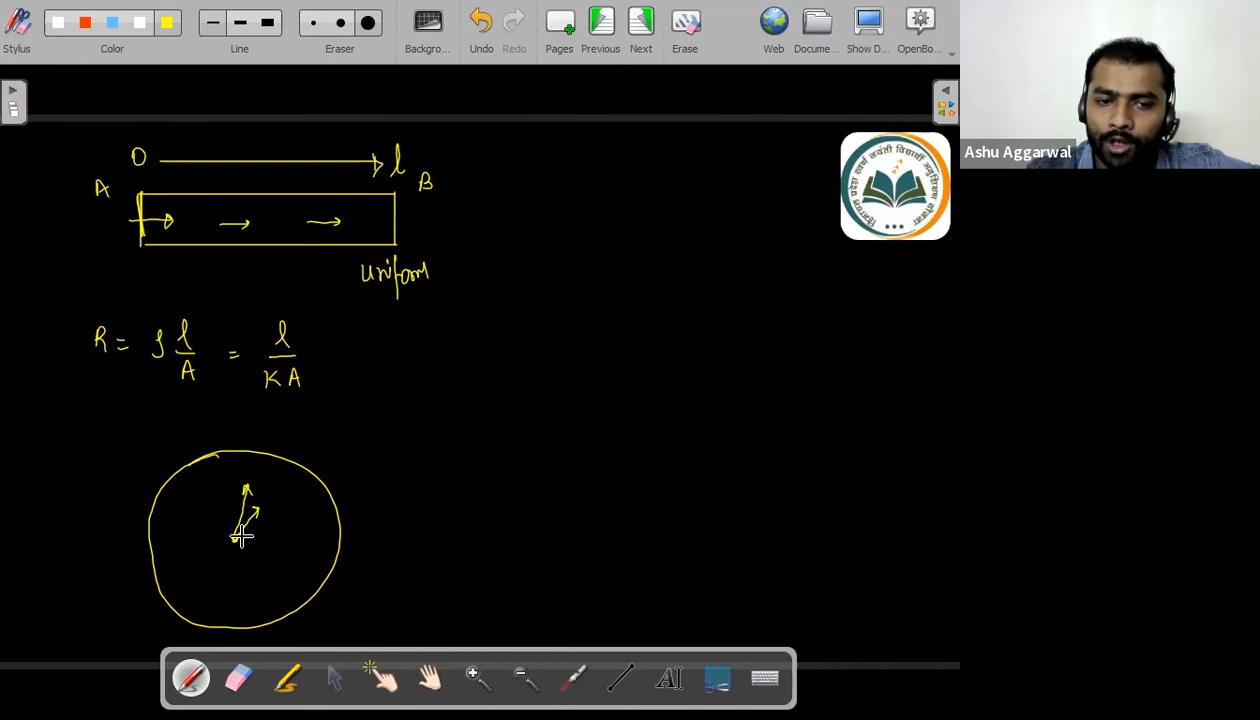 Stylus
Color
Line
Eraser
Backgro...
Undo
Redo
Pages
Previous
Next
Erase
Web
Docume...
Show D...
OpenBo...
Ashu Aggarwal
O l
A B
uniform
R = ρ l/A = l/KA
AI